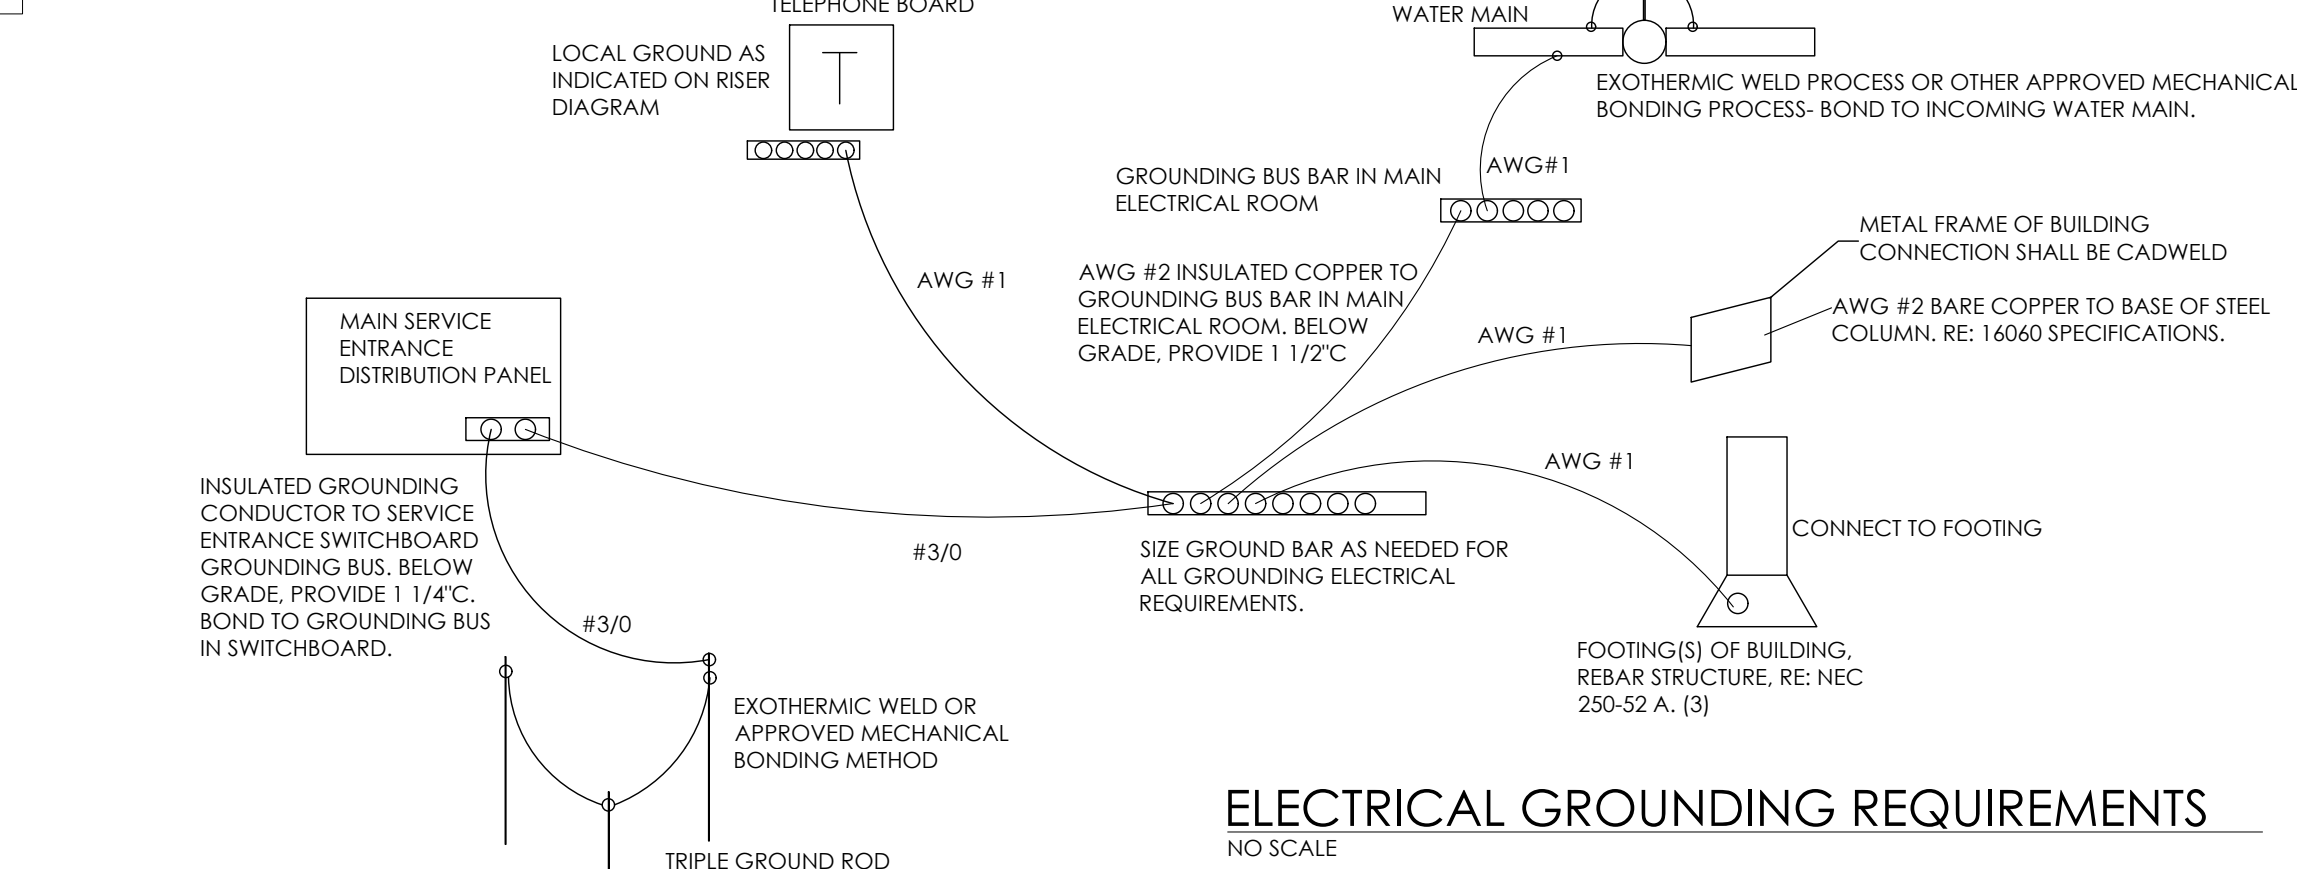 TELEPHONE BOARD
LOCAL GROUND AS
INDICATED ON RISER
DIAGRAM
T
WATER MAIN
EXOTHERMIC WELD PROCESS OR OTHER APPROVED MECHANICAL
BONDING PROCESS- BOND TO INCOMING WATER MAIN.
AWG#1
GROUNDING BUS BAR IN MAIN
ELECTRICAL ROOM
METAL FRAME OF BUILDING
CONNECTION SHALL BE CADWELD
AWG #1
AWG #2 INSULATED COPPER TO
GROUNDING BUS BAR IN MAIN
ELECTRICAL ROOM. BELOW
GRADE, PROVIDE 1 1/2"C
AWG #2 BARE COPPER TO BASE OF STEEL
COLUMN. RE: 16060 SPECIFICATIONS.
AWG #1
MAIN SERVICE
ENTRANCE
DISTRIBUTION PANEL
AWG #1
INSULATED GROUNDING
CONDUCTOR TO SERVICE
ENTRANCE SWITCHBOARD
GROUNDING BUS. BELOW
GRADE, PROVIDE 1 1/4"C.
BOND TO GROUNDING BUS
IN SWITCHBOARD.
#3/0
#3/0
SIZE GROUND BAR AS NEEDED FOR
ALL GROUNDING ELECTRICAL
REQUIREMENTS.
CONNECT TO FOOTING
FOOTING(S) OF BUILDING,
REBAR STRUCTURE, RE: NEC
250-52 A. (3)
EXOTHERMIC WELD OR
APPROVED MECHANICAL
BONDING METHOD
TRIPLE GROUND ROD
ELECTRICAL GROUNDING REQUIREMENTS
NO SCALE